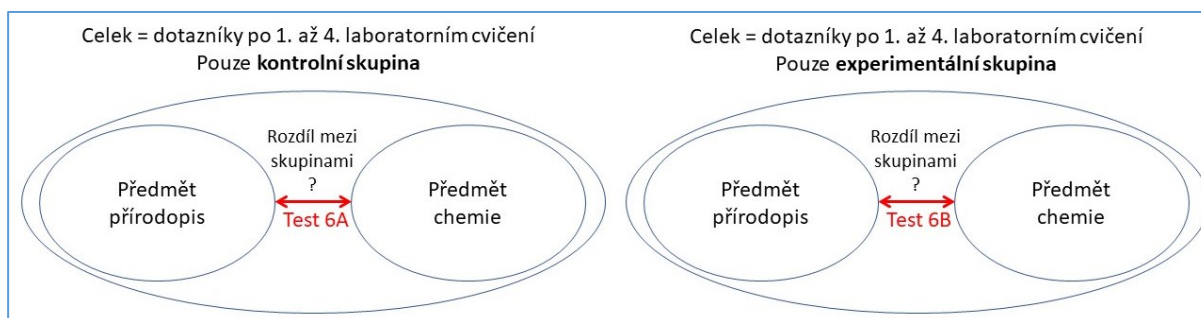 Celek = dotazníky po 1. až 4. laboratorním cvičení
Pouze kontrolní skupina
Rozdíl mezi
skupinami
?
Předmět
přírodopis
Test 6A
Předmět
chemie
Celek = dotazníky po 1. až 4. laboratorním cvičení
Pouze experimentální skupina
Rozdíl mezi
skupinami
?
Předmět
přírodopis
Test 6B
Předmět
chemie